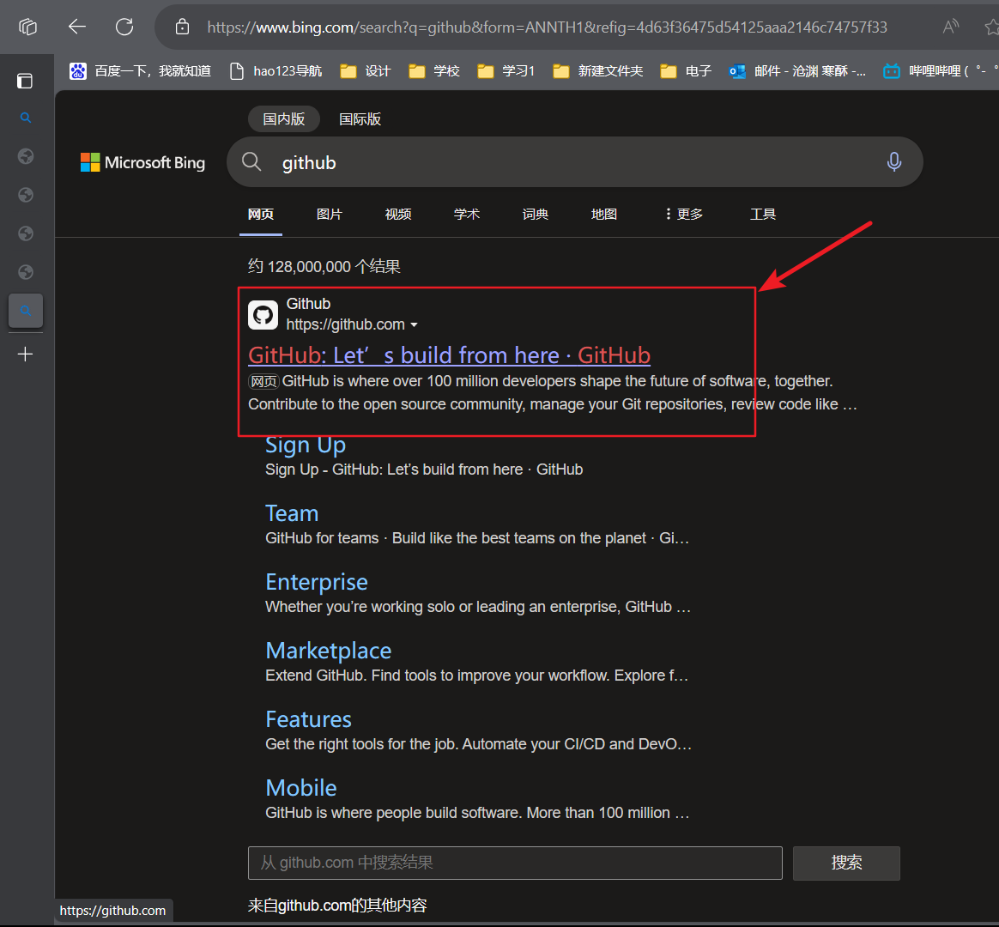 https://www.bing.com/search?q=github&form=ANNTH1&refig=4d63f36475d54125aaa2146c74757f33
百度一下，我就知道 hao123导航 设计 学校 学习1 新建文件夹 电子 邮件 - 沧渊 寒酥 -... 哔哩哔哩 ( ゜- ゜
国内版 国际版
Microsoft Bing github
网页 图片 视频 学术 词典 地图 更多 工具
约 128,000,000 个结果
Github
https://github.com
GitHub: Let’s build from here · GitHub
网页 GitHub is where over 100 million developers shape the future of software, together.
Contribute to the open source community, manage your Git repositories, review code like …
Sign Up
Sign Up - GitHub: Let’s build from here · GitHub
Team
GitHub for teams · Build like the best teams on the planet · Gi…
Enterprise
Whether you’re working solo or leading an enterprise, GitHub …
Marketplace
Extend GitHub. Find tools to improve your workflow. Explore f…
Features
Get the right tools for the job. Automate your CI/CD and DevO…
Mobile
GitHub is where people build software. More than 100 million …
从 github.com 中搜索结果 搜索
来自github.com的其他内容
https://github.com